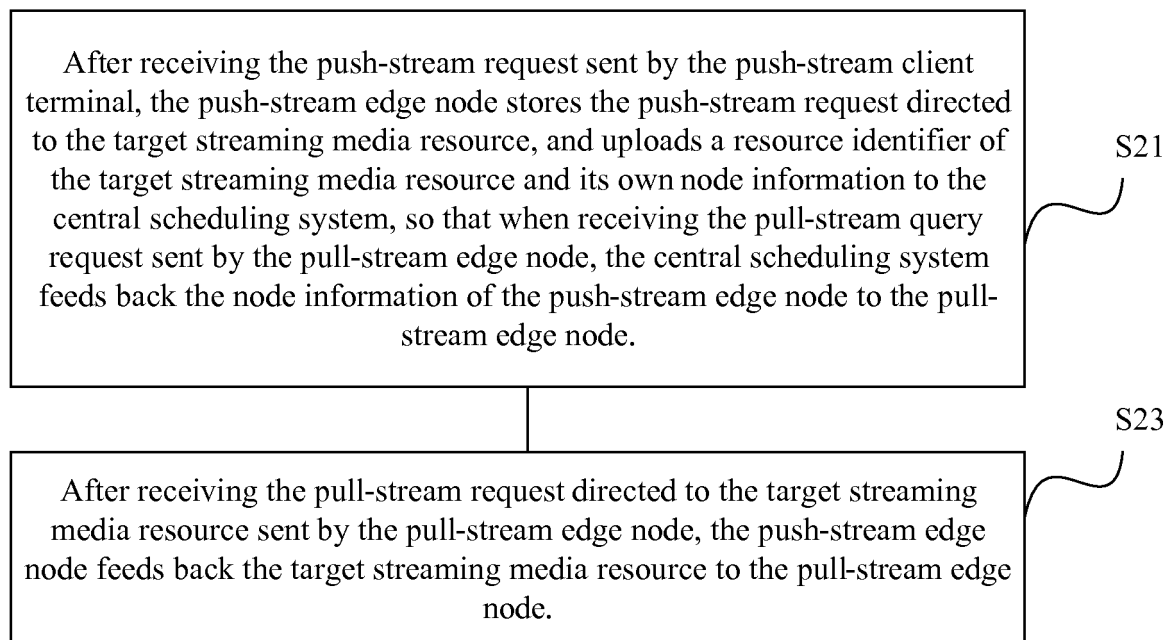 After receiving the push-stream request sent by the push-stream client
terminal, the push-stream edge node stores the push-stream request directed
to the target streaming media resource, and uploads a resource identifier of
the target streaming media resource and its own node information to the
central scheduling system, so that when receiving the pull-stream query
request sent by the pull-stream edge node, the central scheduling system
feeds back the node information of the push-stream edge node to the pull-
stream edge node.
S21
After receiving the pull-stream request directed to the target streaming
media resource sent by the pull-stream edge node, the push-stream edge
node feeds back the target streaming media resource to the pull-stream edge
node.
S23